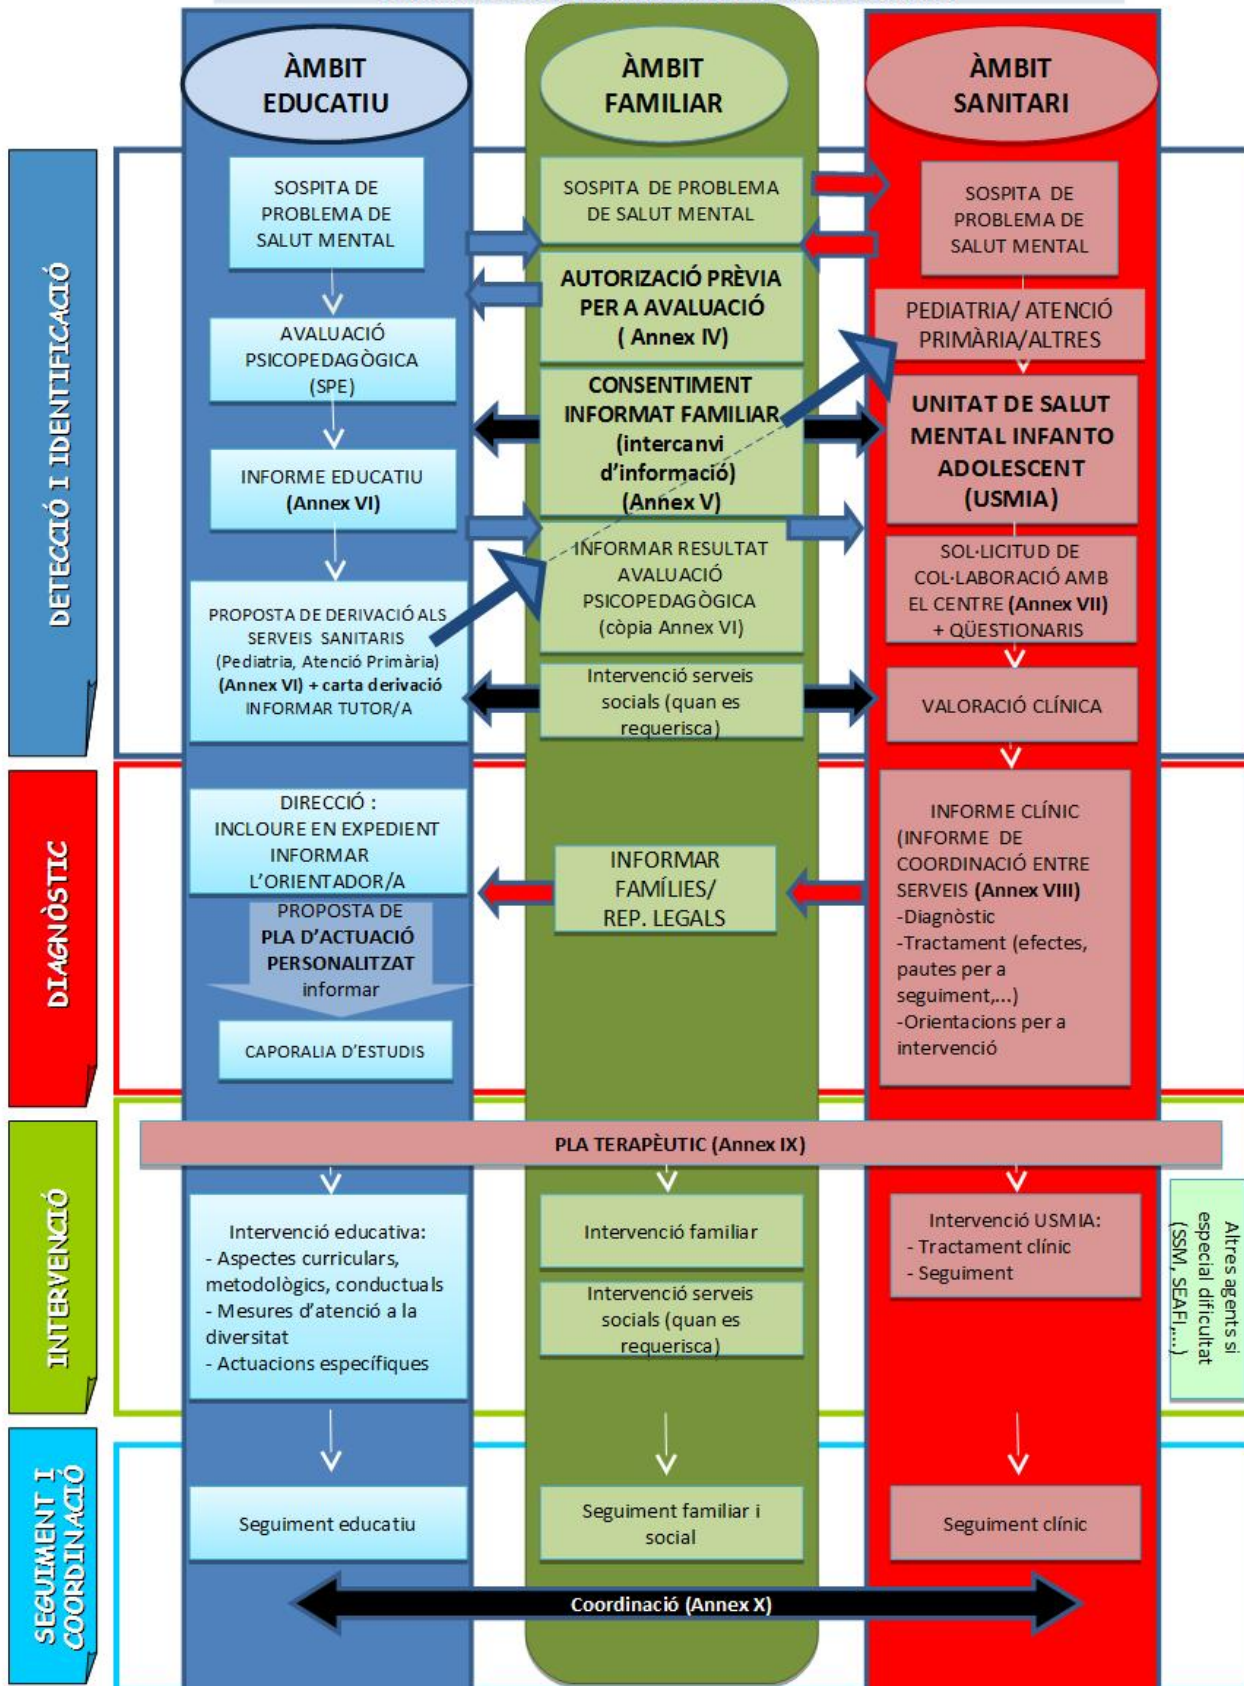 ÀMBIT
EDUCATIU
ÀMBIT
FAMILIAR
ÀMBIT
SANITARI
DETECCIÓ I IDENTIFICACIÓ
SOSPITA DE
PROBLEMA DE
SALUT MENTAL
AVALUACIÓ
PSICOPEDAGÒGICA
(SPE)
INFORME EDUCATIU
(Annex VI)
PROPOSTA DE DERIVACIÓ ALS
SERVEIS SANITARIS
(Pediatria, Atenció Primària)
(Annex VI) + carta derivació
INFORMAR TUTOR/A
SOSPITA DE PROBLEMA
DE SALUT MENTAL
AUTORIZACIÓ PRÈVIA
PER A AVALUACIÓ
( Annex IV)
CONSENTIMENT
INFORMAT FAMILIAR
(intercanvi
d'informació)
(Annex V)
INFORMAR RESULTAT
AVALUACIÓ
PSICOPEDAGÒGICA
(còpia Annex VI)
Intervenció serveis
socials (quan es
requerisca)
SOSPITA DE
PROBLEMA DE
SALUT MENTAL
PEDIATRIA/ ATENCIÓ
PRIMÀRIA/ALTRES
UNITAT DE SALUT
MENTAL INFANTO
ADOLESCENT
(USMIA)
SOL·LICITUD DE
COL·LABORACIÓ AMB
EL CENTRE (Annex VII)
+ QÜESTIONARIS
VALORACIÓ CLÍNICA
DIAGNÒSTIC
DIRECCIÓ :
INCLOURE EN EXPEDIENT
INFORMAR
L'ORIENTADOR/A
PROPOSTA DE
PLA D'ACTUACIÓ
PERSONALITZAT
informar
CAPORALIA D'ESTUDIS
INFORMAR
FAMÍLIES/
REP. LEGALS
INFORME CLÍNIC
(INFORME DE
COORDINACIÓ ENTRE
SERVEIS (Annex VIII)
-Diagnòstic
-Tractament (efectes,
pautes per a
seguiment,...)
-Orientacions per a
intervenció
INTERVENCIÓ
PLA TERAPÈUTIC (Annex IX)
Intervenció educativa:
- Aspectes curriculars,
metodològics, conductuals
- Mesures d'atenció a la
diversitat
- Actuacions específiques
Intervenció familiar
Intervenció serveis
socials (quan es
requerisca)
Intervenció USMIA:
- Tractament clínic
- Seguiment
Altres agents si
especial dificultat
(SSM, SEAFI,...)
SEGUIMENT I
COORDINACIÓ
Seguiment educatiu
Seguiment familiar i
social
Seguiment clínic
Coordinació (Annex X)